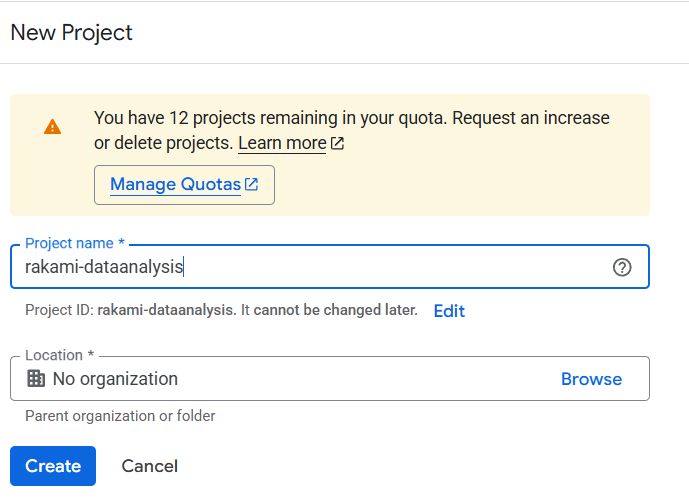 New Project
You have 12 projects remaining in your quota. Request an increase
or delete projects. Learn more
Manage Quotas
Project name *
rakami-dataanalysis
Project ID: rakami-dataanalysis. It cannot be changed later. Edit
Location *
No organization Browse
Parent organization or folder
Create Cancel